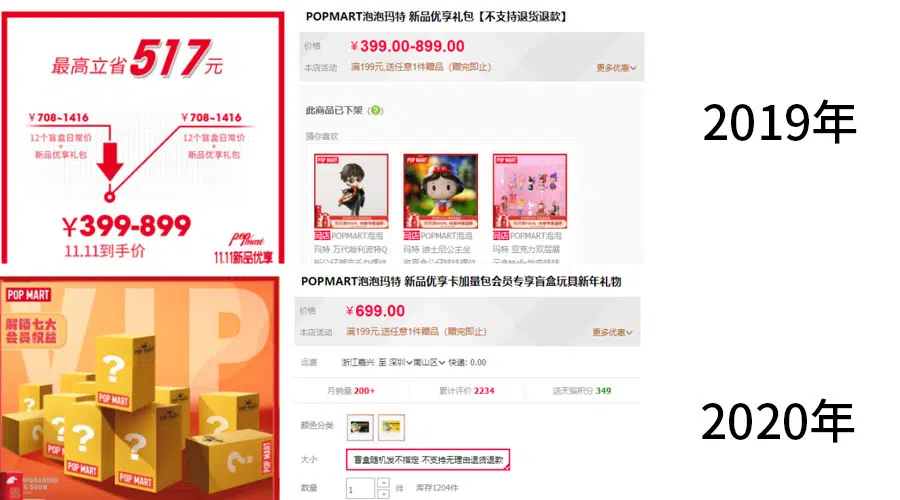 最高立省517元
￥708~1416
￥708~1416
12个盲盒日常价
+
新品优享礼包
12个盲盒日常价
+
新品优享礼包
￥399-899
11.11到手价
POP MART
11.11新品优享
POPMART泡泡玛特 新品优享礼包【不支持退货退款】
价格
￥399.00-899.00
本店活动
满199元,送任意1件赠品（赠完即止）
更多优惠
此商品已下架（?）
猜你喜欢
POP MART
POP MART
POP MART
POPMART泡泡
玛特 万代哈利波特Q
POPMART泡泡
玛特 迪士尼公主坐
POPMART泡泡
玛特 亚克力双层展
2019年
VIP
POP MART
解锁七大
会员权益
POP MART
POP MART
POP MART
POP MART
POPMART泡泡玛特 新品优享卡加量包会员专享盲盒玩具新年礼物
价格
￥699.00
本店活动
满199元,送任意1件赠品（赠完即止）
更多优惠
运费
浙江嘉兴 至 深圳 南山区 快递: 0.00
月销量 200+
累计评价 2234
送天猫积分 349
颜色分类
大小
盲盒随机发不指定 不支持无理由退货退款
数量
1
件
库存1204件
2020年